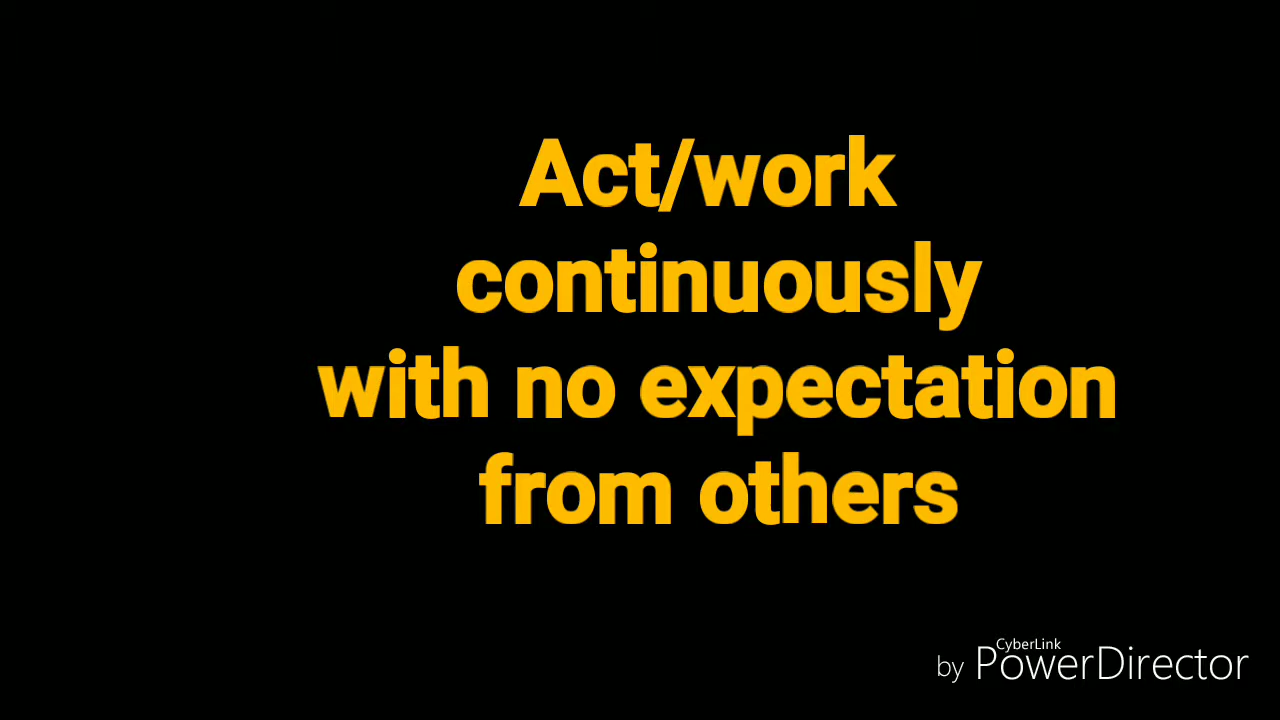 Act/work
continuously
with no expectation
from others
CyberLink
by PowerDirector